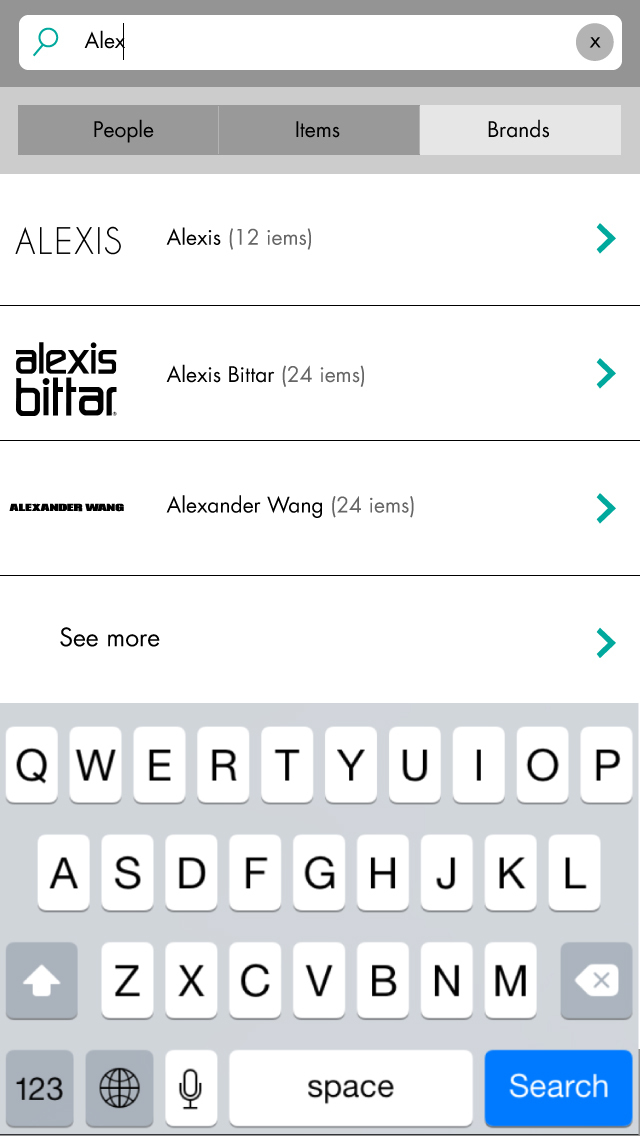 Alex
x
People Items Brands
ALEXIS Alexis (12 iems)
alexis
bittar Alexis Bittar (24 iems)
ALEXANDER WANG Alexander Wang (24 iems)
See more
Q W E R T Y U I O P
A S D F G H J K L
Z X C V B N M
123 space Search